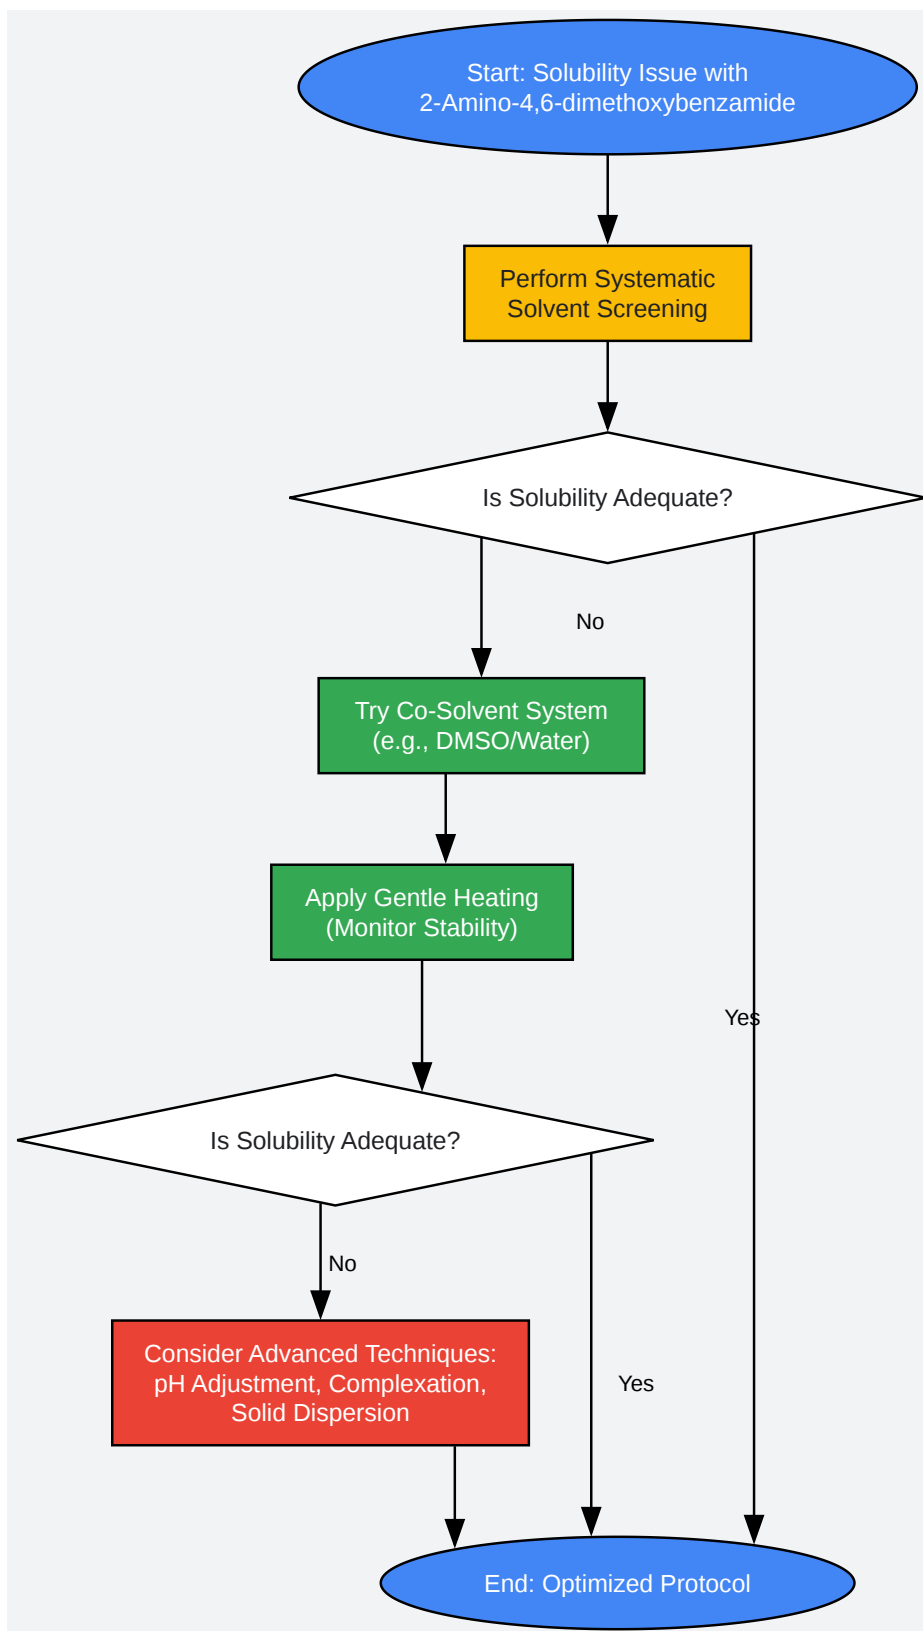 Start: Solubility Issue with
2-Amino-4,6-dimethoxybenzamide
Perform Systematic
Solvent Screening
Is Solubility Adequate?
No
Try Co-Solvent System
(e.g., DMSO/Water)
Apply Gentle Heating
(Monitor Stability)
Yes
Is Solubility Adequate?
No
Consider Advanced Techniques:
pH Adjustment, Complexation,
Solid Dispersion
Yes
End: Optimized Protocol